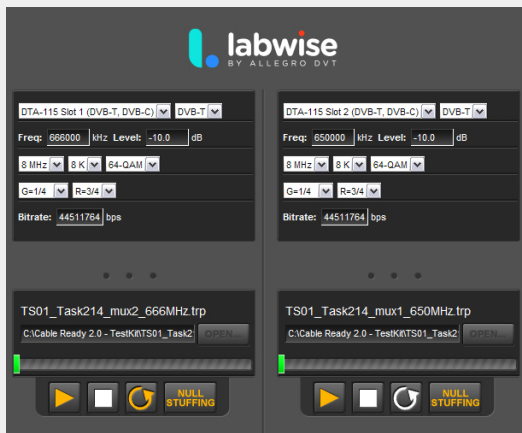 labwise
BY ALLEGRO DVT
DTA-115 Slot 1 (DVB-T, DVB-C) DVB-T
Freq: 666000 kHz Level: -10.0 dB
8 MHz 8 K 64-QAM
G=1/4 R=3/4
Bitrate: 44511764 bps
TS01_Task214_mux2_666MHz.trp
C:\Cable Ready 2.0 - TestKit\TS01_Task2 OPEN...
NULL STUFFING
DTA-115 Slot 2 (DVB-T, DVB-C) DVB-T
Freq: 650000 kHz Level: -10.0 dB
8 MHz 8 K 64-QAM
G=1/4 R=3/4
Bitrate: 44511764 bps
TS01_Task214_mux1_650MHz.trp
C:\Cable Ready 2.0 - TestKit\TS01_Task2 OPEN...
NULL STUFFING